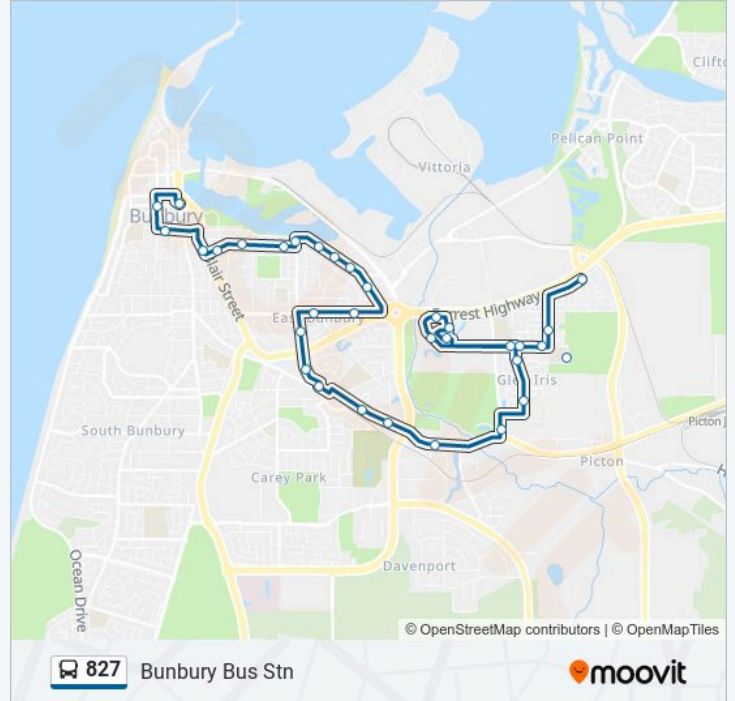 Clifto
Pelican Point
Vittoria
Bunbury
Blair Street
Forrest Highway
East Bunbury
Glen Iris
South Bunbury
Picton J
Picton
Carey Park
Davenport
Ocean Drive
© OpenStreetMap contributors | © OpenMapTiles
827 Bunbury Bus Stn
moovit